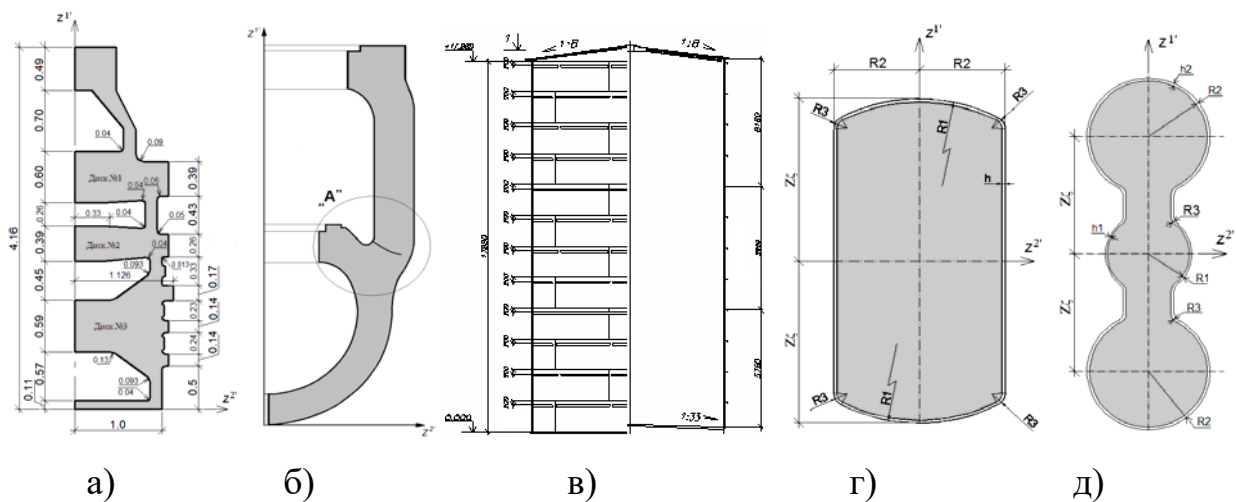 z1'
0.49
0.70
0.04
0.09
0.60
Диск №1
0.04
0.05
0.39
0.26
0.33
0.04
0.05
0.43
4.16
0.39
Диск №2
0.04
0.26
0.093
0.013
0.33
0.45
1.126
0.17
0.59
Диск №3
0.23
0.14
0.24
0.14
0.13
0.57
0.093
0.04
0.5
0.11
1.0
z2'
z1'
"A"
z2'
1
1:8
1:8
0.000
1:33
z1'
R2
R2
R3
R3
R1
Zζ
h
z2'
Zζ
R1
R3
R3
z1'
h2
R2
Zζ
R3
h1
z2'
R1
Zζ
R3
R2
а)
б)
в)
г)
д)